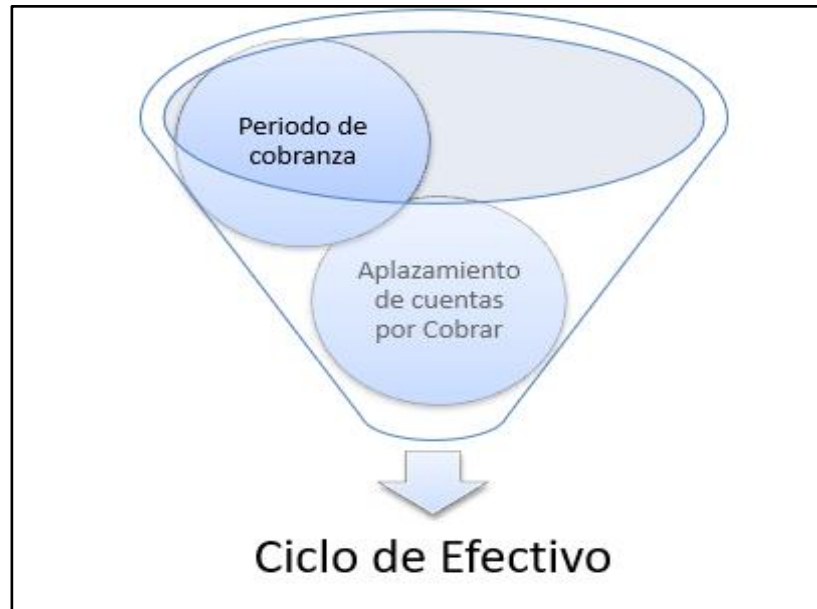 Periodo de
cobranza
Aplazamiento
de cuentas
por Cobrar
Ciclo de Efectivo